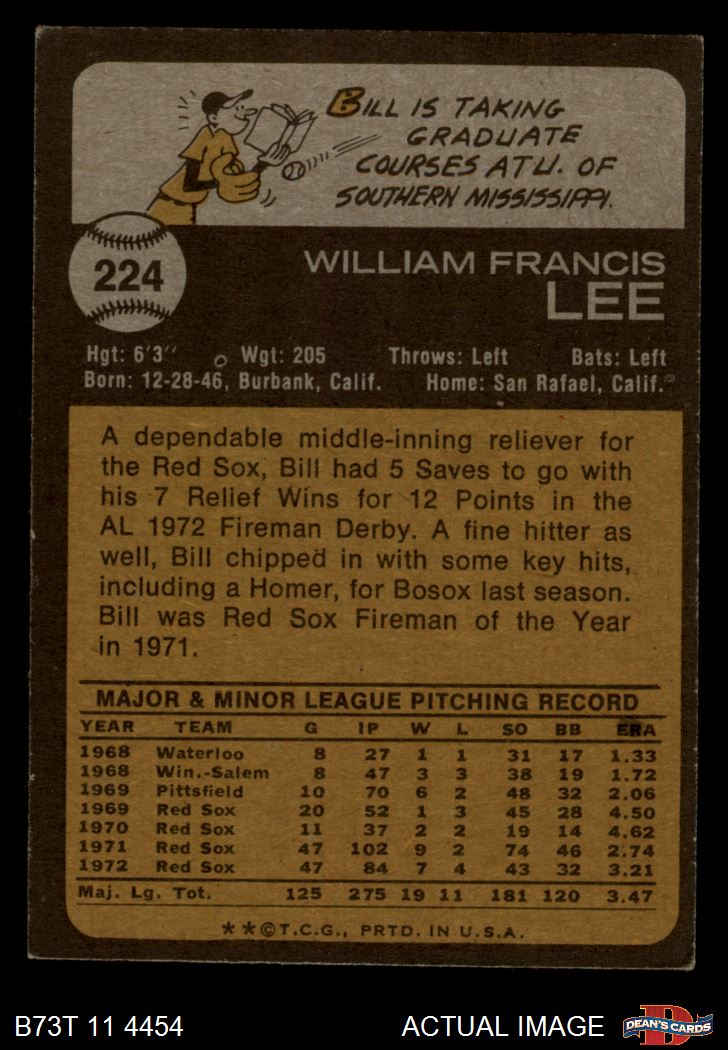 BILL IS TAKING
GRADUATE
COURSES AT U. OF
SOUTHERN MISSISSIPPI.
224
WILLIAM FRANCIS
LEE
Hgt: 6'3" Wgt: 205 Throws: Left Bats: Left
Born: 12-28-46, Burbank, Calif. Home: San Rafael, Calif.
A dependable middle-inning reliever for
the Red Sox, Bill had 5 Saves to go with
his 7 Relief Wins for 12 Points in the
AL 1972 Fireman Derby. A fine hitter as
well, Bill chipped in with some key hits,
including a Homer, for Bosox last season.
Bill was Red Sox Fireman of the Year
in 1971.
MAJOR & MINOR LEAGUE PITCHING RECORD
YEAR TEAM G IP W L SO BB ERA
1968 Waterloo 8 27 1 1 31 17 1.33
1968 Win.-Salem 8 47 3 3 38 19 1.72
1969 Pittsfield 10 70 6 2 48 32 2.06
1969 Red Sox 20 52 1 3 45 28 4.50
1970 Red Sox 11 37 2 2 19 14 4.62
1971 Red Sox 47 102 9 2 74 46 2.74
1972 Red Sox 47 84 7 4 43 32 3.21
Maj. Lg. Tot. 125 275 19 11 181 120 3.47
**©T.C.G., PRTD. IN U.S.A.
B73T 11 4454 ACTUAL IMAGE
D
DEAN'S CARDS